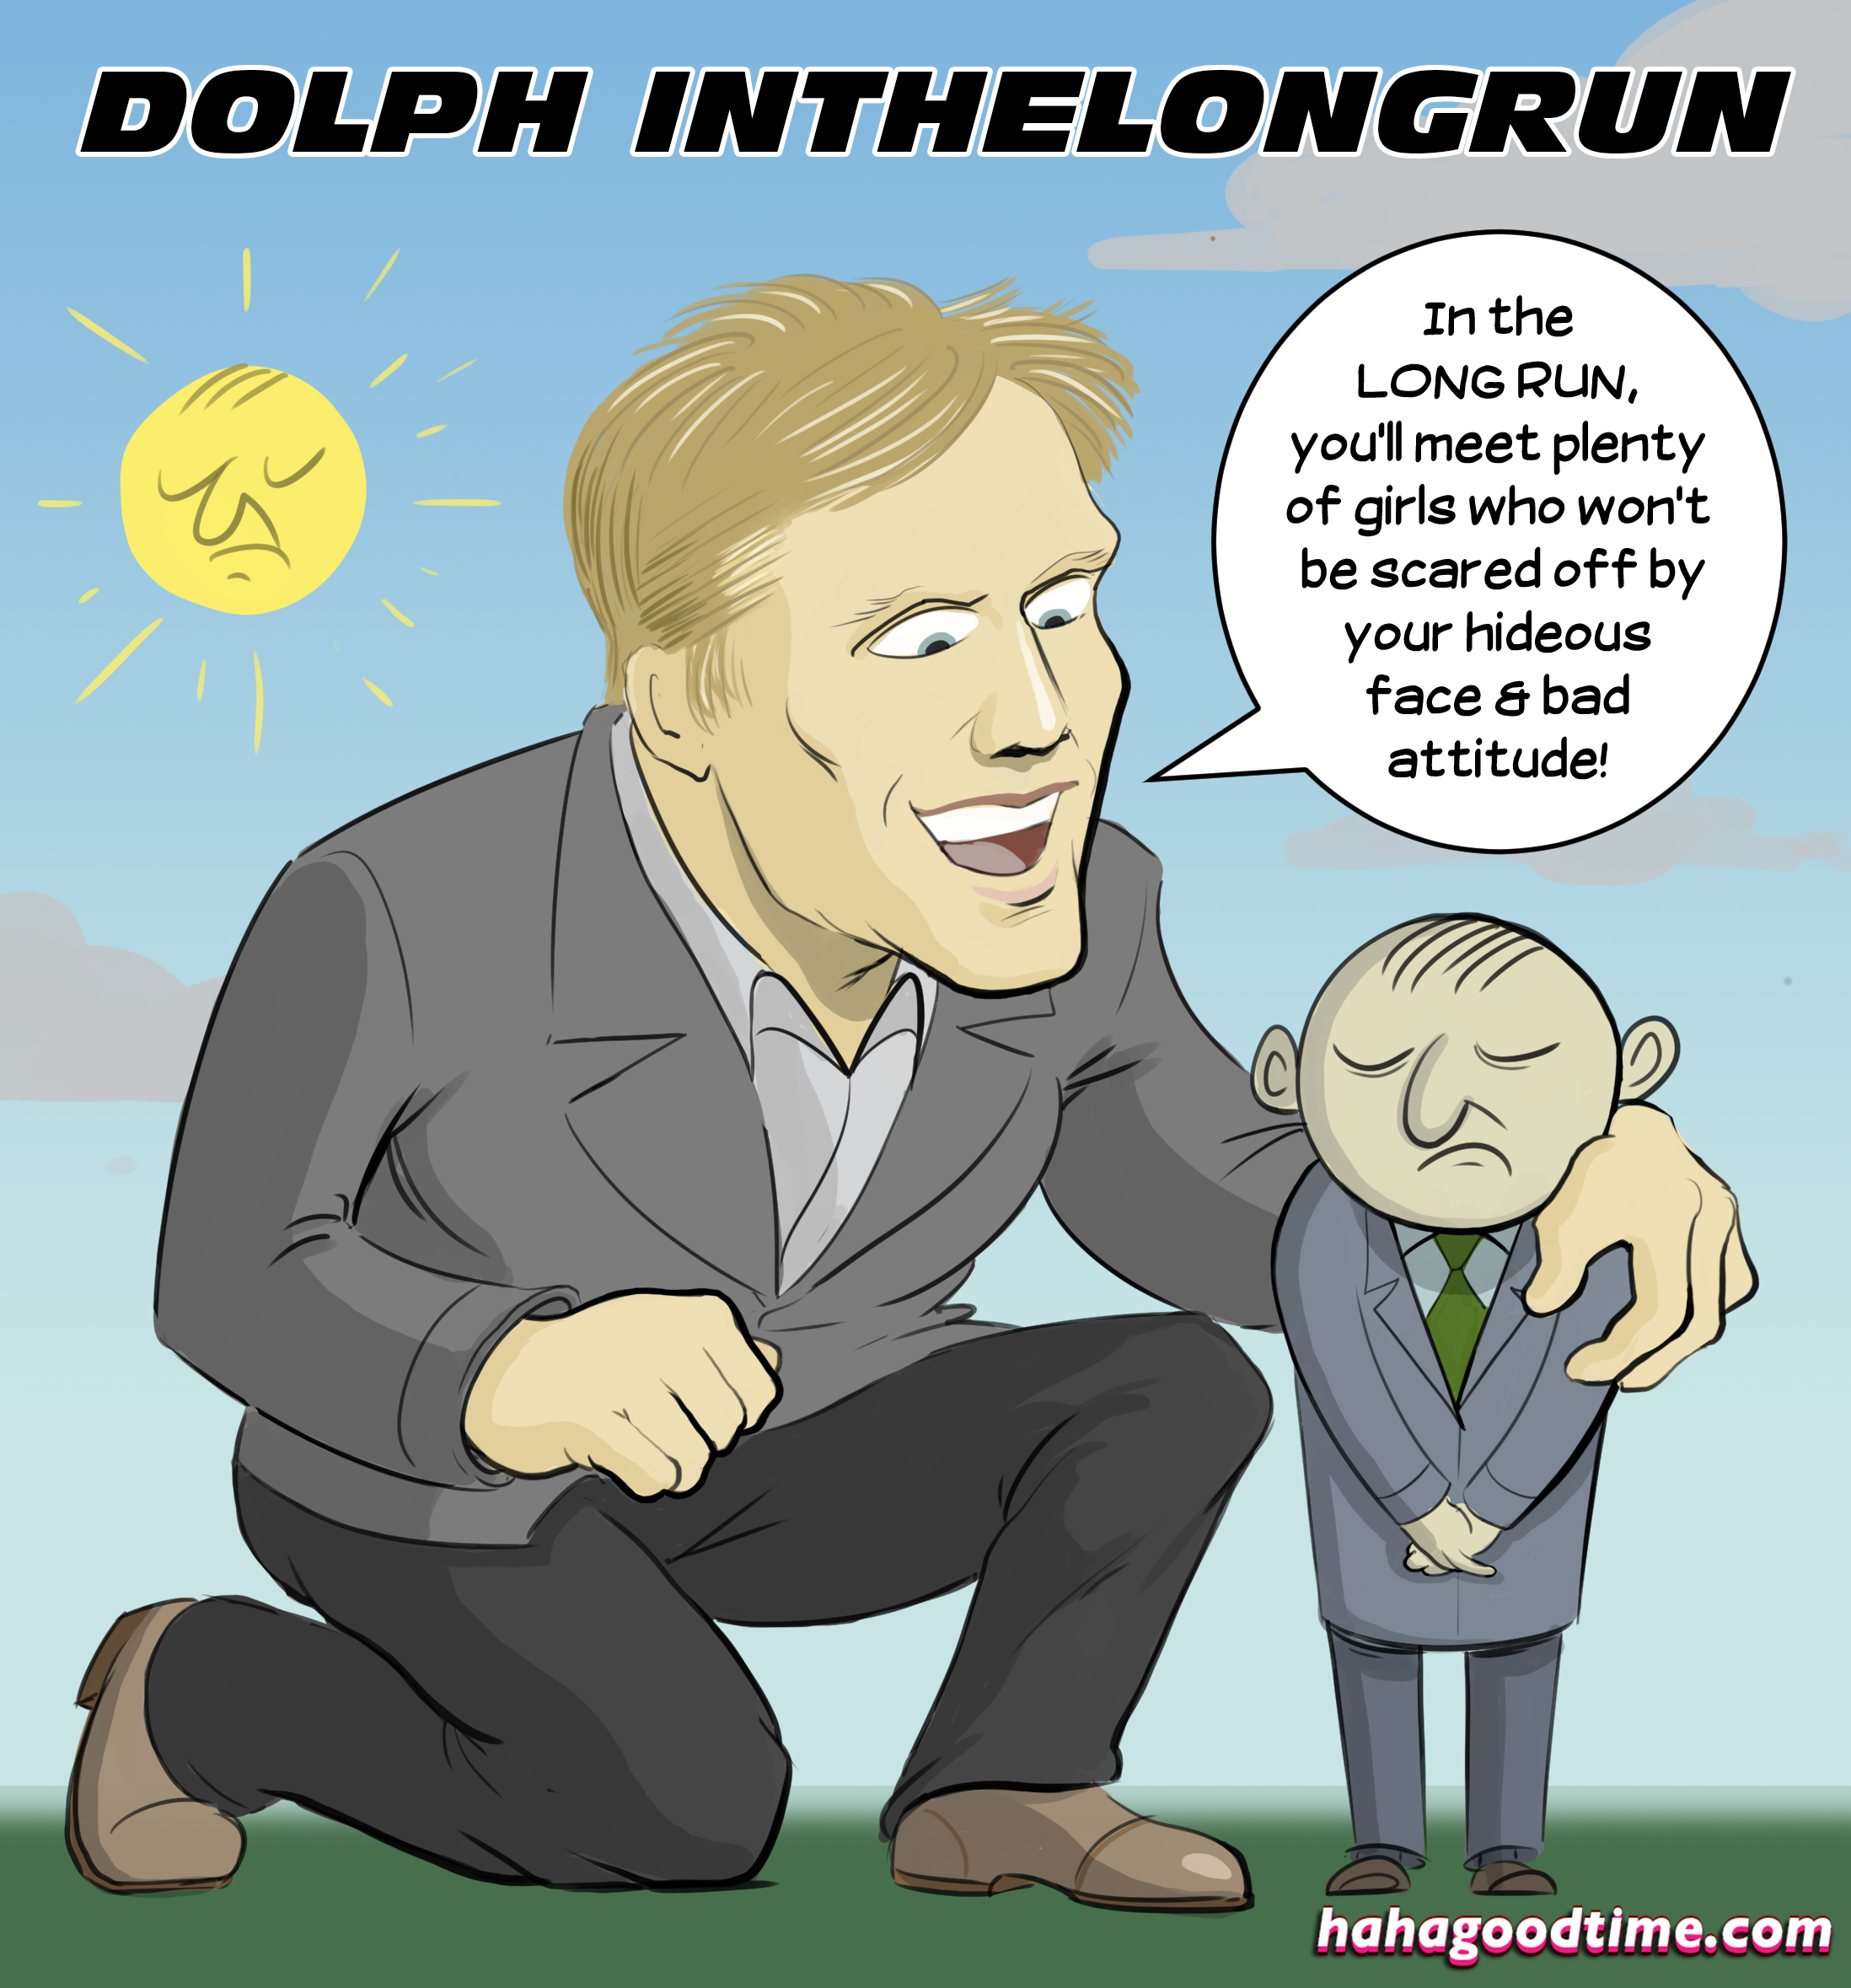 DOLPH INTHELONGRUN
In the
LONG RUN,
you'll meet plenty
of girls who won't
be scared off by
your hideous
face & bad
attitude!
hahagoodtime.com